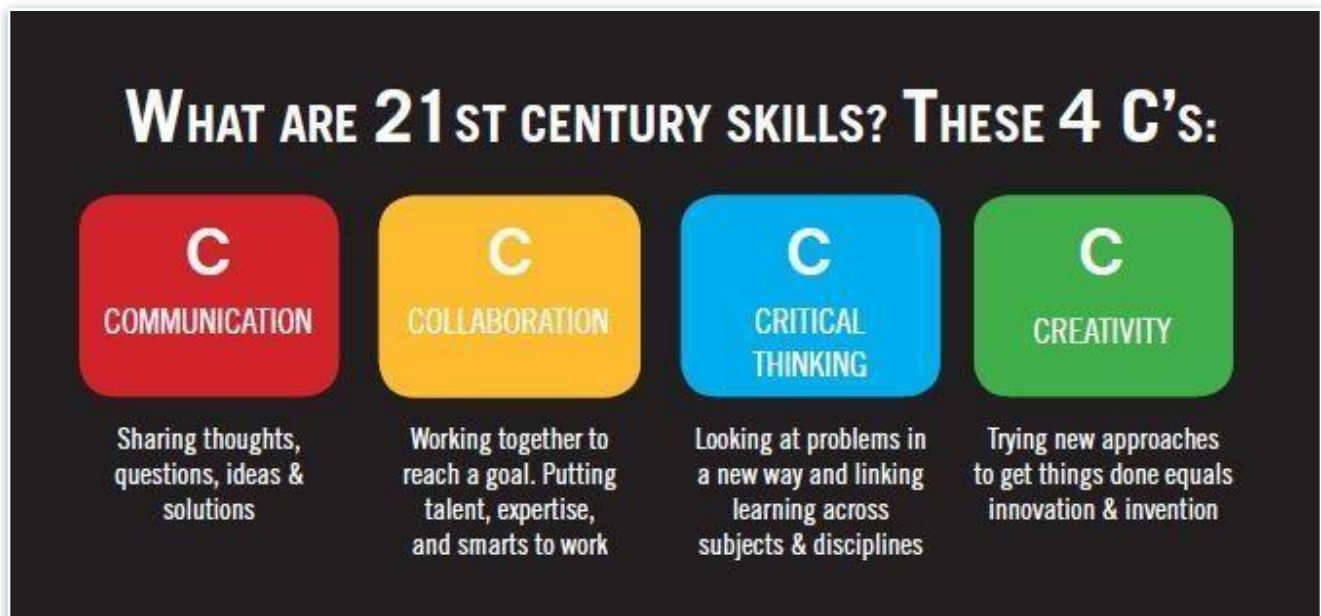 WHAT ARE 21ST CENTURY SKILLS? THESE 4 C'S:
C
COMMUNICATION
Sharing thoughts,
questions, ideas &
solutions
C
COLLABORATION
Working together to
reach a goal. Putting
talent, expertise,
and smarts to work
C
CRITICAL
THINKING
Looking at problems in
a new way and linking
learning across
subjects & disciplines
C
CREATIVITY
Trying new approaches
to get things done equals
innovation & invention